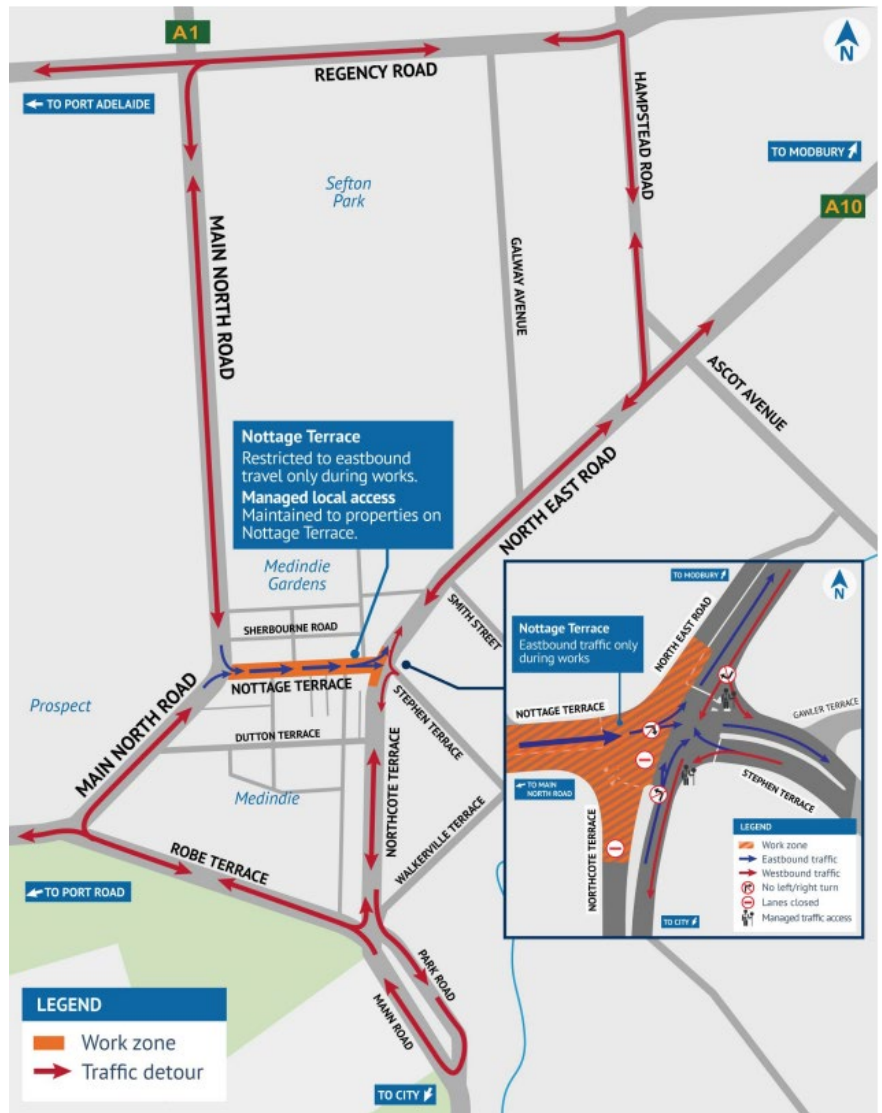 A1
N
REGENCY ROAD
← TO PORT ADELAIDE
HAMPSTEAD ROAD
TO MODBURY
A10
Sefton
Park
MAIN NORTH ROAD
GALWAY AVENUE
ASCOT AVENUE
Nottage Terrace
Restricted to eastbound
travel only during works.
Managed local access
Maintained to properties on
Nottage Terrace.
NORTH EAST ROAD
Medindie
Gardens
SHERBOURNE ROAD
SMITH STREET
NOTTAGE TERRACE
Prospect
MAIN NORTH ROAD
STEPHEN TERRACE
DUTTON TERRACE
Medindie
NORTHCOTE TERRACE
WALKERVILLE TERRACE
ROBE TERRACE
← TO PORT ROAD
PARK ROAD
MANN ROAD
TO CITY
LEGEND
Work zone
Traffic detour
TO MODBURY
N
Nottage Terrace
Eastbound traffic only
during works
NORTH EAST ROAD
NOTTAGE TERRACE
GAWLER TERRACE
← TO MAIN
NORTH ROAD
STEPHEN TERRACE
NORTHCOTE TERRACE
TO CITY
LEGEND
Work zone
Eastbound traffic
Westbound traffic
No left/right turn
Lanes closed
Managed traffic access